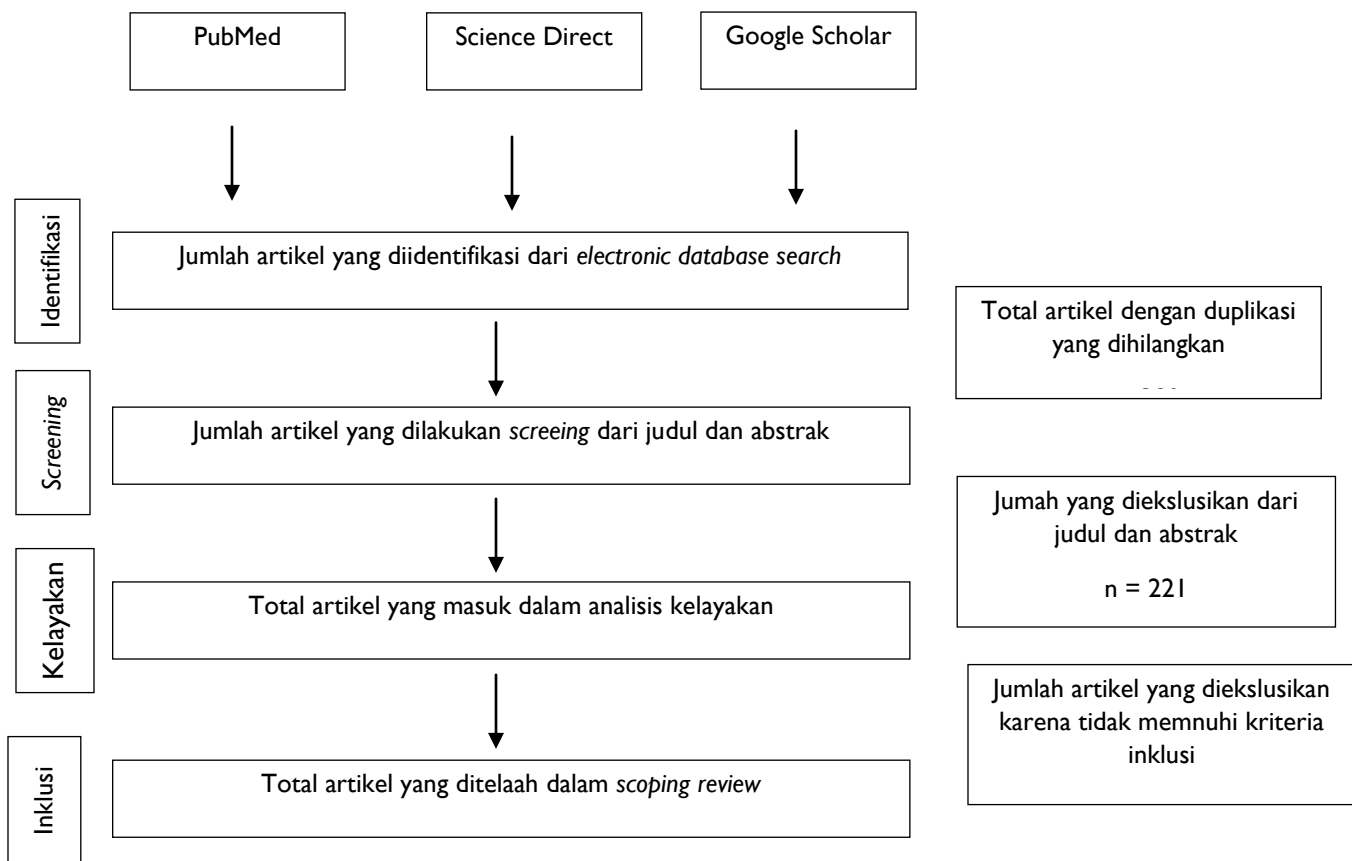 PubMed
Science Direct
Google Scholar
Identifikasi
Jumlah artikel yang diidentifikasi dari electronic database search
Total artikel dengan duplikasi
yang dihilangkan
Screening
Jumlah artikel yang dilakukan screeing dari judul dan abstrak
Jumah yang diekslusikan dari
judul dan abstrak
n = 221
Kelayakan
Total artikel yang masuk dalam analisis kelayakan
Jumlah artikel yang diekslusikan
karena tidak memnuhi kriteria
inklusi
Inklusi
Total artikel yang ditelaah dalam scoping review